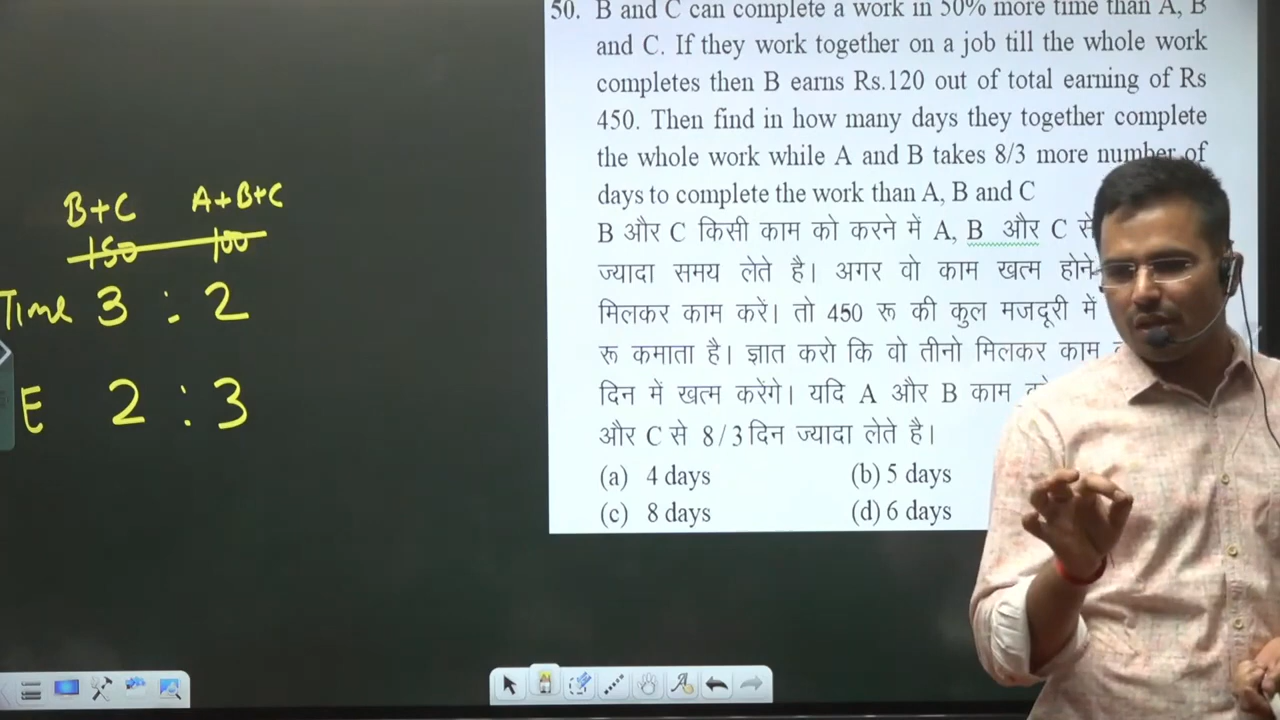 50. B and C can complete a work in 50% more time than A, B
and C. If they work together on a job till the whole work
completes then B earns Rs.120 out of total earning of Rs
450. Then find in how many days they together complete
the whole work while A and B takes 8/3 more number of
days to complete the work than A, B and C
B और C किसी काम को करने में A, B और C से
ज्यादा समय लेते है। अगर वो काम खत्म होने
मिलकर काम करें। तो 450 रू की कुल मजदूरी में
रू कमाता है। ज्ञात करो कि वो तीनो मिलकर काम
दिन में खत्म करेंगे। यदि A और B काम को
और C से 8/3 दिन ज्यादा लेते है।
(a) 4 days (b) 5 days
(c) 8 days (d) 6 days
B+C A+B+C
150 100
Time 3 : 2
E 2 : 3